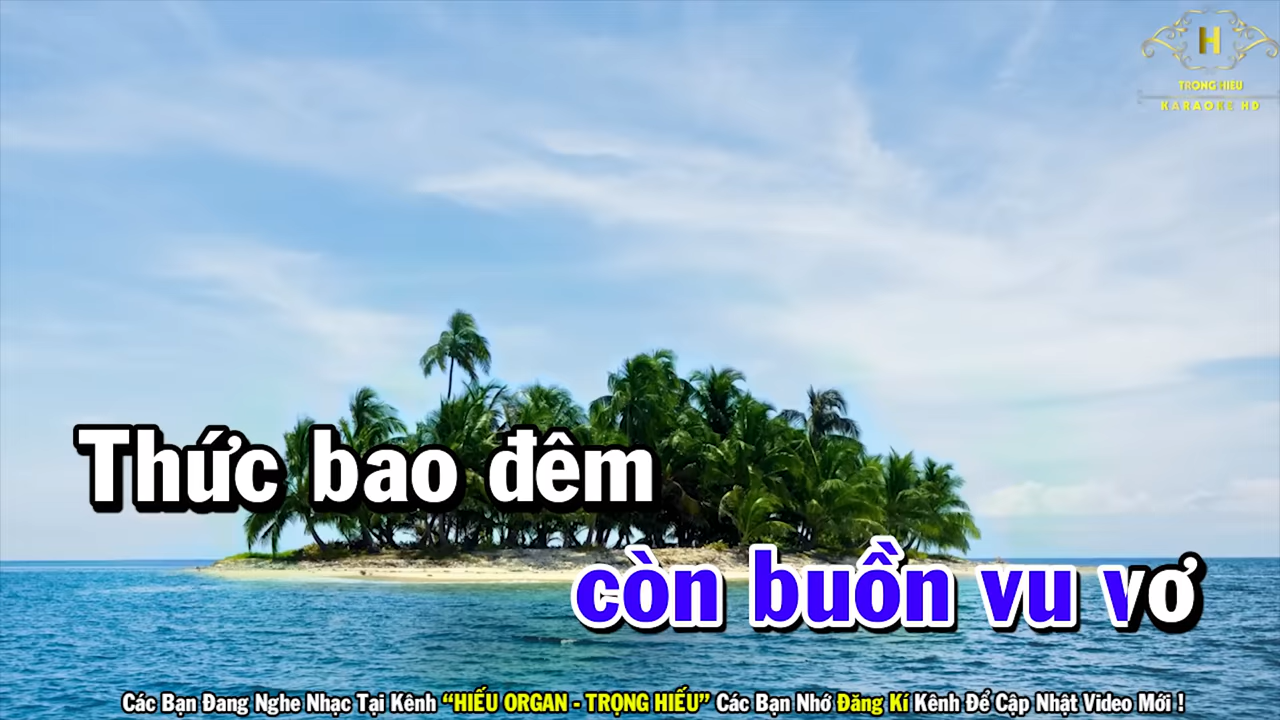 H
TRỌNG HIẾU
KARAOKE HD
Thức bao đêm
còn buồn vu vơ
Các Bạn Đang Nghe Nhạc Tại Kênh “HIẾU ORGAN - TRỌNG HIẾU” Các Bạn Nhớ Đăng Kí Kênh Để Cập Nhật Video Mới !